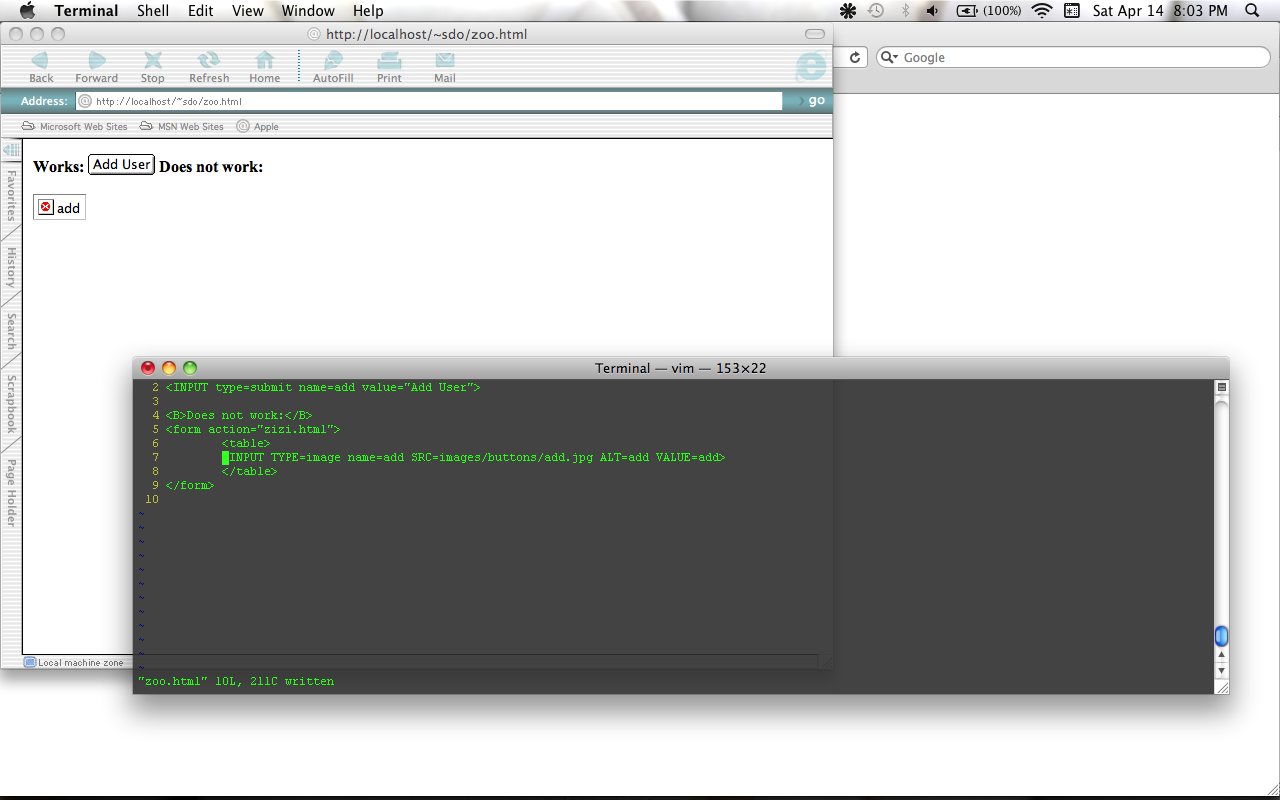 Terminal Shell Edit View Window Help (100%) Sat Apr 14 8:03 PM
http://localhost/~sdo/zoo.html
Back Forward Stop Refresh Home AutoFill Print Mail
Google
Address: http://localhost/~sdo/zoo.html go
Microsoft Web Sites MSN Web Sites Apple
Favorites
History
Search
Scrapbook
Page Holder
Works: Add User Does not work:
add
Local machine zone
Terminal — vim — 153×22
2 <INPUT type=submit name=add value="Add User">
3
4 <B>Does not work:</B>
5 <form action="zizi.html">
6 <table>
7 INPUT TYPE=image name=add SRC=images/buttons/add.jpg ALT=add VALUE=add>
8 </table>
9 </form>
10
~
~
~
~
~
~
~
~
~
~
~
~
"zoo.html" 10L, 211C written